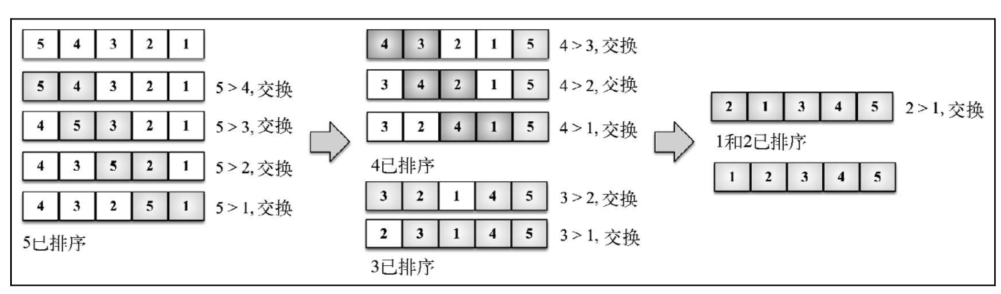 5 4 3 2 1
5 4 3 2 1 5 > 4, 交换
4 5 3 2 1 5 > 3, 交换
4 3 5 2 1 5 > 2, 交换
4 3 2 5 1 5 > 1, 交换
5已排序
4 3 2 1 5 4 > 3, 交换
3 4 2 1 5 4 > 2, 交换
3 2 4 1 5 4 > 1, 交换
4已排序
3 2 1 4 5 3 > 2, 交换
2 3 1 4 5 3 > 1, 交换
3已排序
2 1 3 4 5 2 > 1, 交换
1和2已排序
1 2 3 4 5